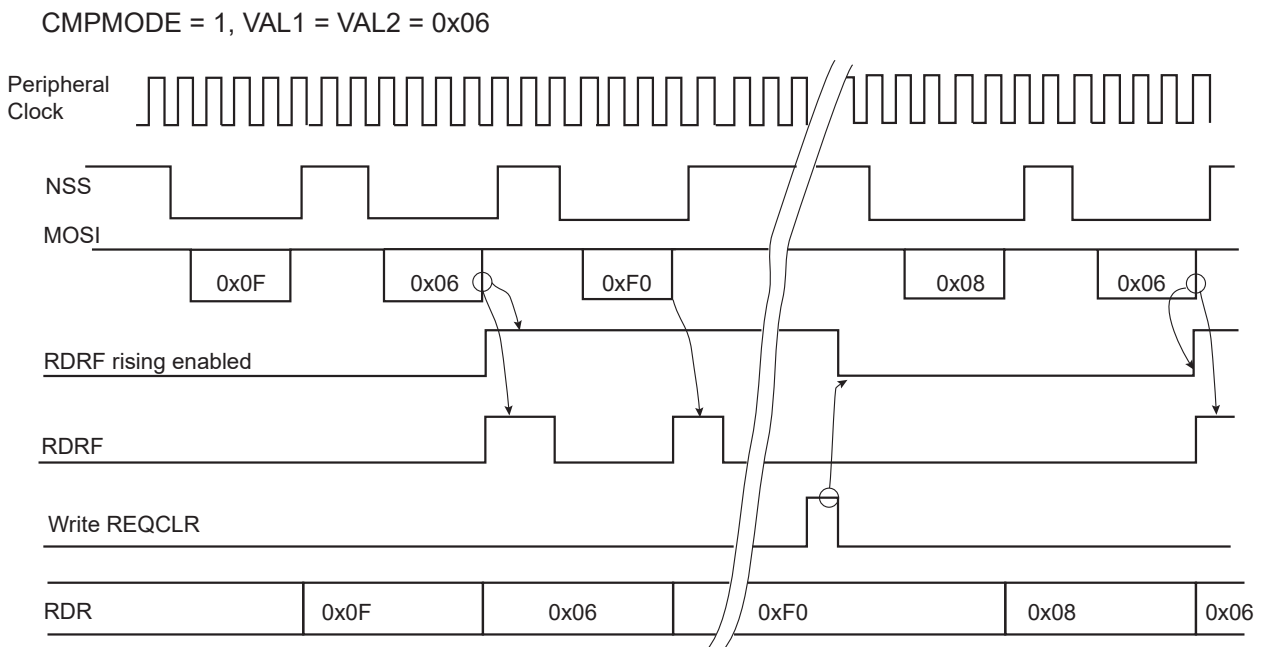 CMPMODE = 1, VAL1 = VAL2 = 0x06
Peripheral
Clock
NSS
MOSI
0x0F 0x06 0xF0 0x08 0x06
RDRF rising enabled
RDRF
Write REQCLR
RDR 0x0F 0x06 0xF0 0x08 0x06